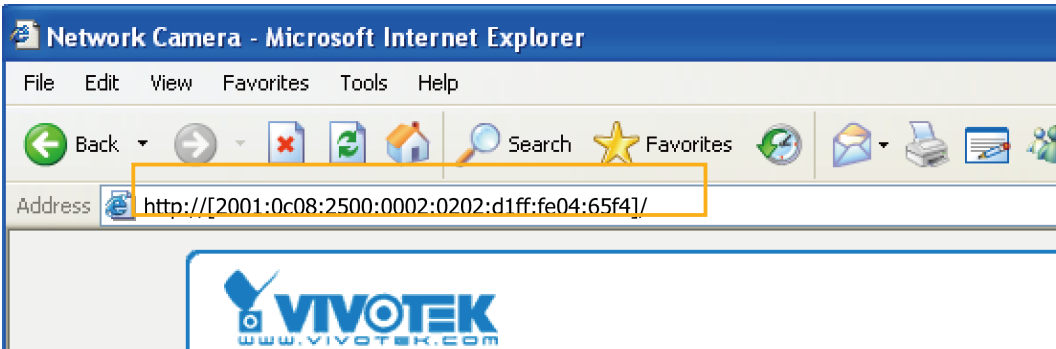 Network Camera - Microsoft Internet Explorer
File Edit View Favorites Tools Help
Back Search Favorites
Address http://[2001:0c08:2500:0002:0202:d1ff:fe04:65f4]/
VIVOTEK
www.vivotek.com